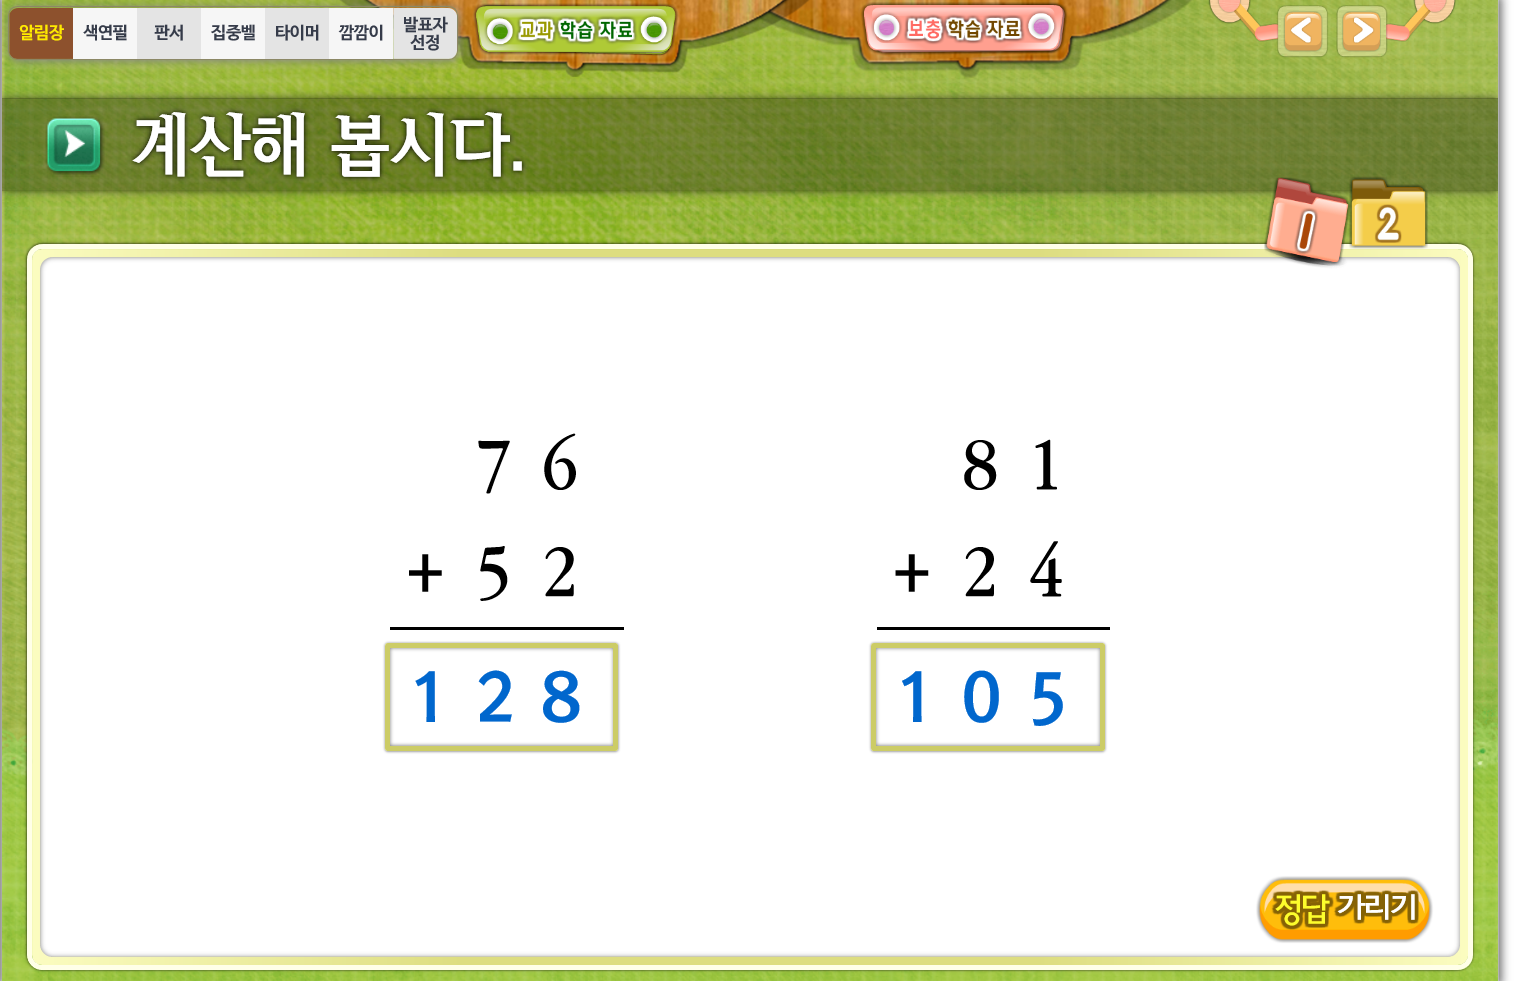 알림장 색연필 판서 집중벨 타이머 깜깜이 발표자 선정
교과 학습 자료
보충 학습 자료
계산해 봅시다.
1 2
7 6
+ 5 2
1 2 8
8 1
+ 2 4
1 0 5
정답 가리기